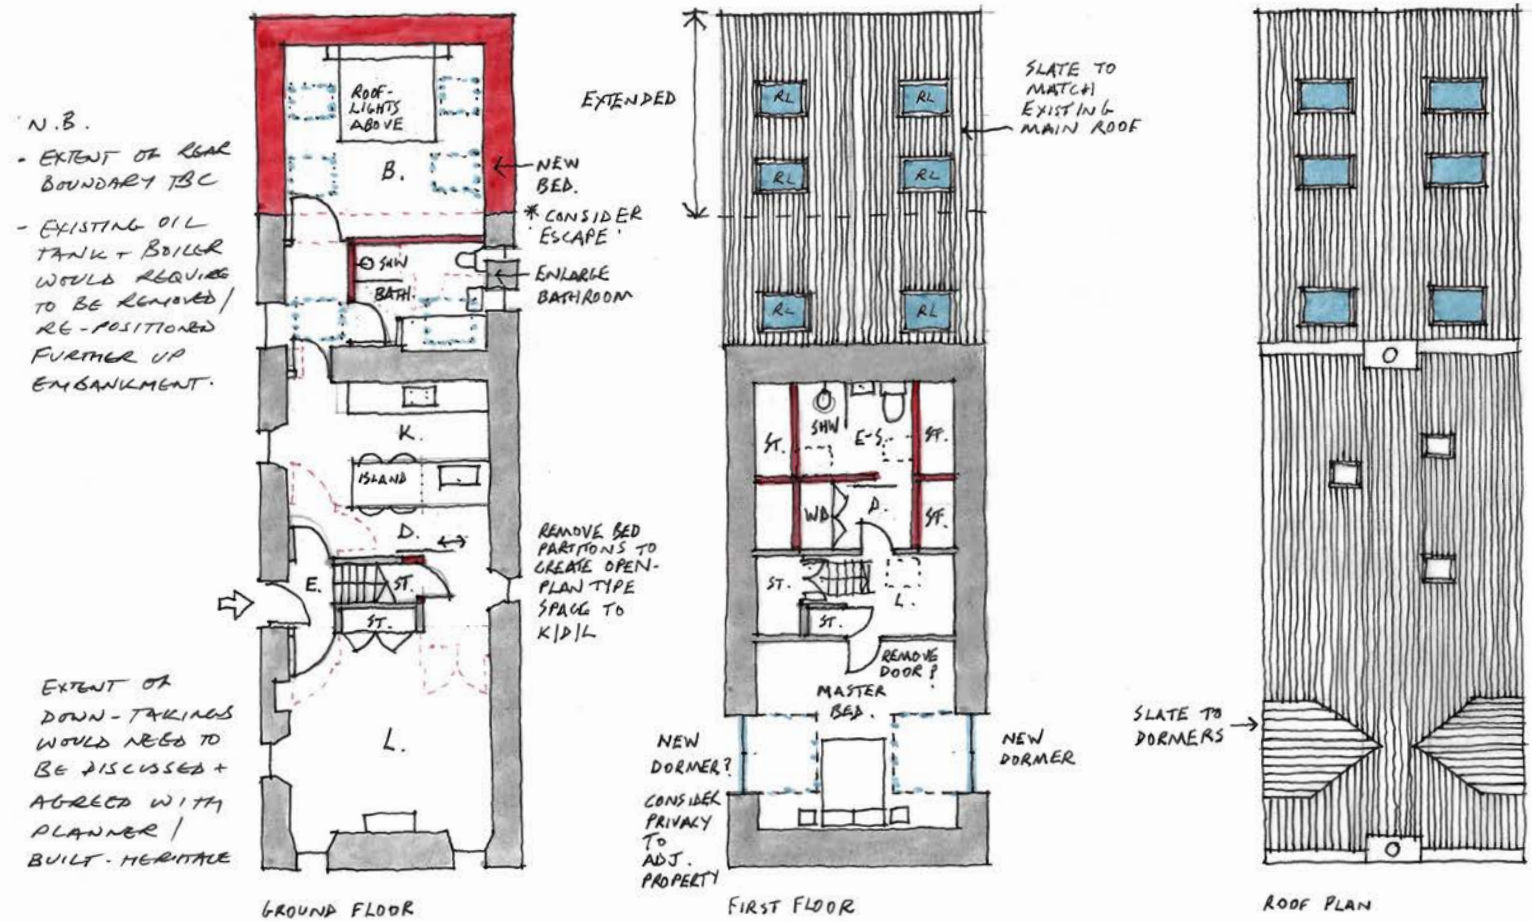 N.B.
- EXTENT OF REAR
BOUNDARY TBC
- EXISTING OIL
TANK + BOILER
WOULD REQUIRE
TO BE REMOVED/
RE-POSITIONED
FURTHER UP
EMBANKMENT.
EXTENT OF
DOWN-TAKINGS
WOULD NEED TO
BE DISCUSSED +
AGREED WITH
PLANNER /
BUILT-HERITAGE
ROOF-
LIGHTS
ABOVE
B.
NEW
BED.
* CONSIDER
'ESCAPE'
SHW
BATH.
ENLARGE
BATHROOM
K.
ISLAND
D.
E.
ST.
ST.
L.
REMOVE BED
PARTITONS TO
CREATE OPEN-
PLAN TYPE
SPACE TO
K/D/L
GROUND FLOOR
EXTENDED
RL
RL
RL
RL
RL
RL
SLATE TO
MATCH
EXISTING
MAIN ROOF
ST.
SHW
E-S.
ST.
WD
D.
ST.
ST.
L.
ST.
REMOVE
DOOR?
MASTER
BED.
NEW
DORMER?
CONSIDER
PRIVACY
TO
ADJ.
PROPERTY
NEW
DORMER
FIRST FLOOR
SLATE TO
DORMERS
ROOF PLAN